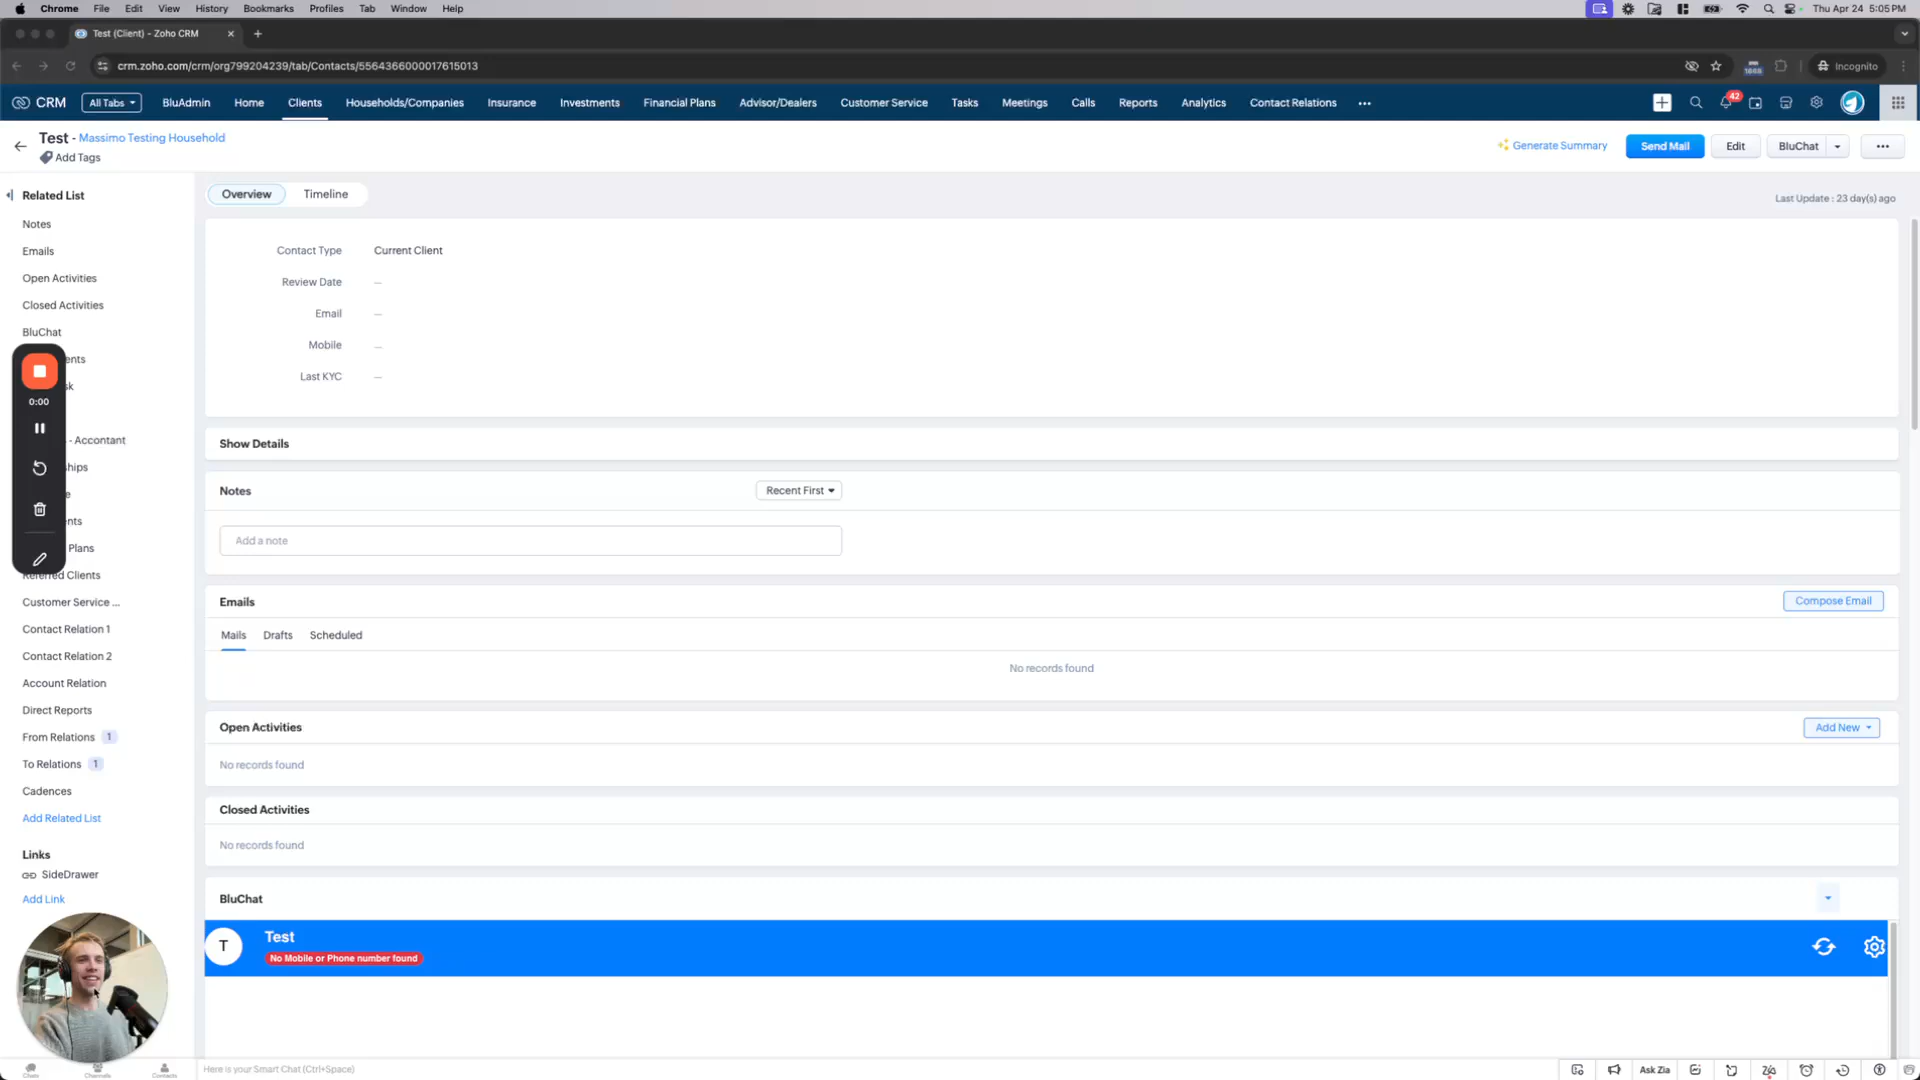 Chrome File Edit View History Bookmarks Profiles Tab Window Help Thu Apr 24 5:05 PM
Test (Client) - Zoho CRM
crm.zoho.com/crm/org799204239/tab/Contacts/5564366000017615013 Incognito
CRM All Tabs BluAdmin Home Clients Households/Companies Insurance Investments Financial Plans Advisor/Dealers Customer Service Tasks Meetings Calls Reports Analytics Contact Relations 42
Test - Massimo Testing Household
Add Tags
Generate Summary Send Mail Edit BluChat
Related List
Notes
Emails
Open Activities
Closed Activities
BluChat
ents
sk
0:00
- Accontant
ships
e
ents
Plans
Referred Clients
Customer Service ...
Contact Relation 1
Contact Relation 2
Account Relation
Direct Reports
From Relations 1
To Relations 1
Cadences
Add Related List
Links
SideDrawer
Add Link
Chats Channels Contacts
Overview Timeline
Last Update : 23 day(s) ago
Contact Type Current Client
Review Date —
Email —
Mobile —
Last KYC —
Show Details
Notes Recent First
Add a note
Emails Compose Email
Mails Drafts Scheduled
No records found
Open Activities Add New
No records found
Closed Activities
No records found
BluChat
T Test
No Mobile or Phone number found
Here is your Smart Chat (Ctrl+Space) Ask Zia